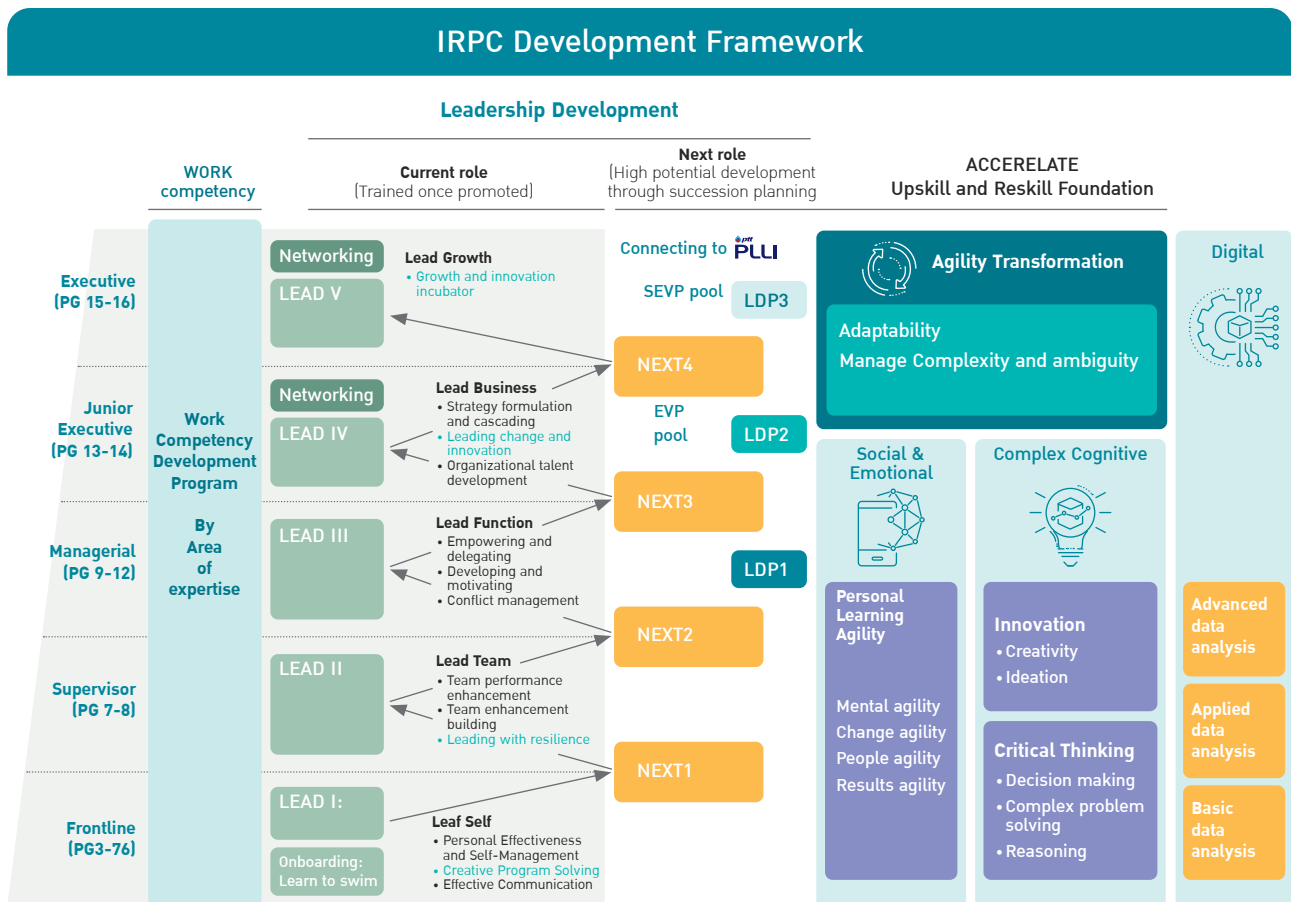 IRPC Development Framework
Leadership Development
WORK
competency
Current role
(Trained once promoted)
Next role
(High potential development
through succession planning
ACCERELATE
Upskill and Reskill Foundation
Executive
(PG 15-16)
Junior
Executive
(PG 13-14)
Managerial
(PG 9-12)
Supervisor
(PG 7-8)
Frontline
(PG3-76)
Work
Competency
Development
Program
By
Area
of
expertise
Networking
LEAD V
Lead Growth
• Growth and innovation
incubator
Networking
LEAD IV
Lead Business
• Strategy formulation
and cascading
• Leading change and
innovation
• Organizational talent
development
LEAD III
Lead Function
• Empowering and
delegating
• Developing and
motivating
• Conflict management
LEAD II
Lead Team
• Team performance
enhancement
• Team enhancement
building
• Leading with resilience
LEAD I:
Onboarding:
Learn to swim
Leaf Self
• Personal Effectiveness
and Self-Management
• Creative Program Solving
• Effective Communication
Connecting to ptt PLLI
SEVP pool
LDP3
NEXT4
EVP
pool
LDP2
NEXT3
LDP1
NEXT2
NEXT1
Agility Transformation
Adaptability
Manage Complexity and ambiguity
Social &
Emotional
Personal
Learning
Agility
Mental agility
Change agility
People agility
Results agility
Complex Cognitive
Innovation
• Creativity
• Ideation
Critical Thinking
• Decision making
• Complex problem
solving
• Reasoning
Digital
Advanced
data
analysis
Applied
data
analysis
Basic
data
analysis